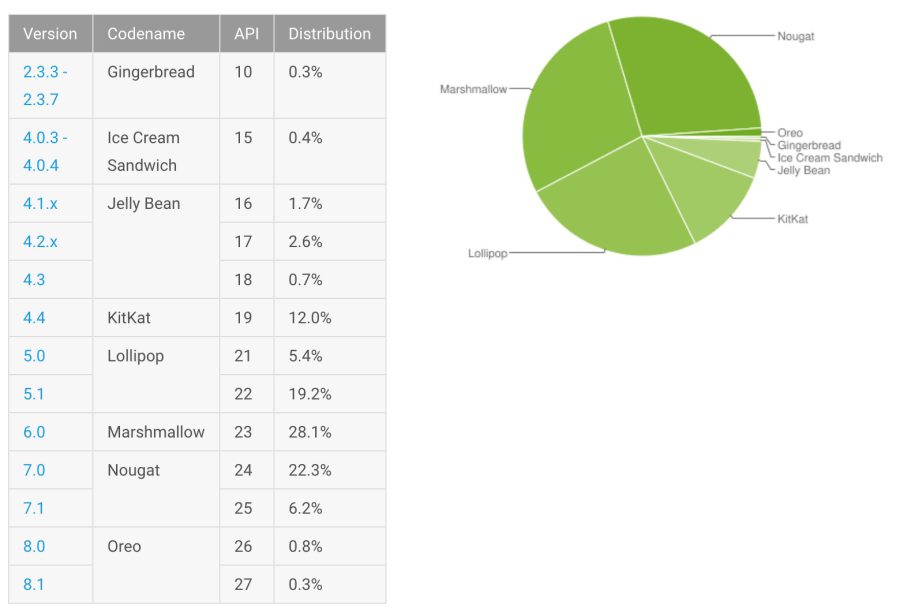 Version Codename API Distribution
2.3.3 - Gingerbread 10 0.3%
2.3.7
4.0.3 - Ice Cream 15 0.4%
4.0.4 Sandwich
4.1.x Jelly Bean 16 1.7%
4.2.x 17 2.6%
4.3 18 0.7%
4.4 KitKat 19 12.0%
5.0 Lollipop 21 5.4%
5.1 22 19.2%
6.0 Marshmallow 23 28.1%
7.0 Nougat 24 22.3%
7.1 25 6.2%
8.0 Oreo 26 0.8%
8.1 27 0.3%
Nougat
Marshmallow
Oreo
Gingerbread
Ice Cream Sandwich
Jelly Bean
KitKat
Lollipop